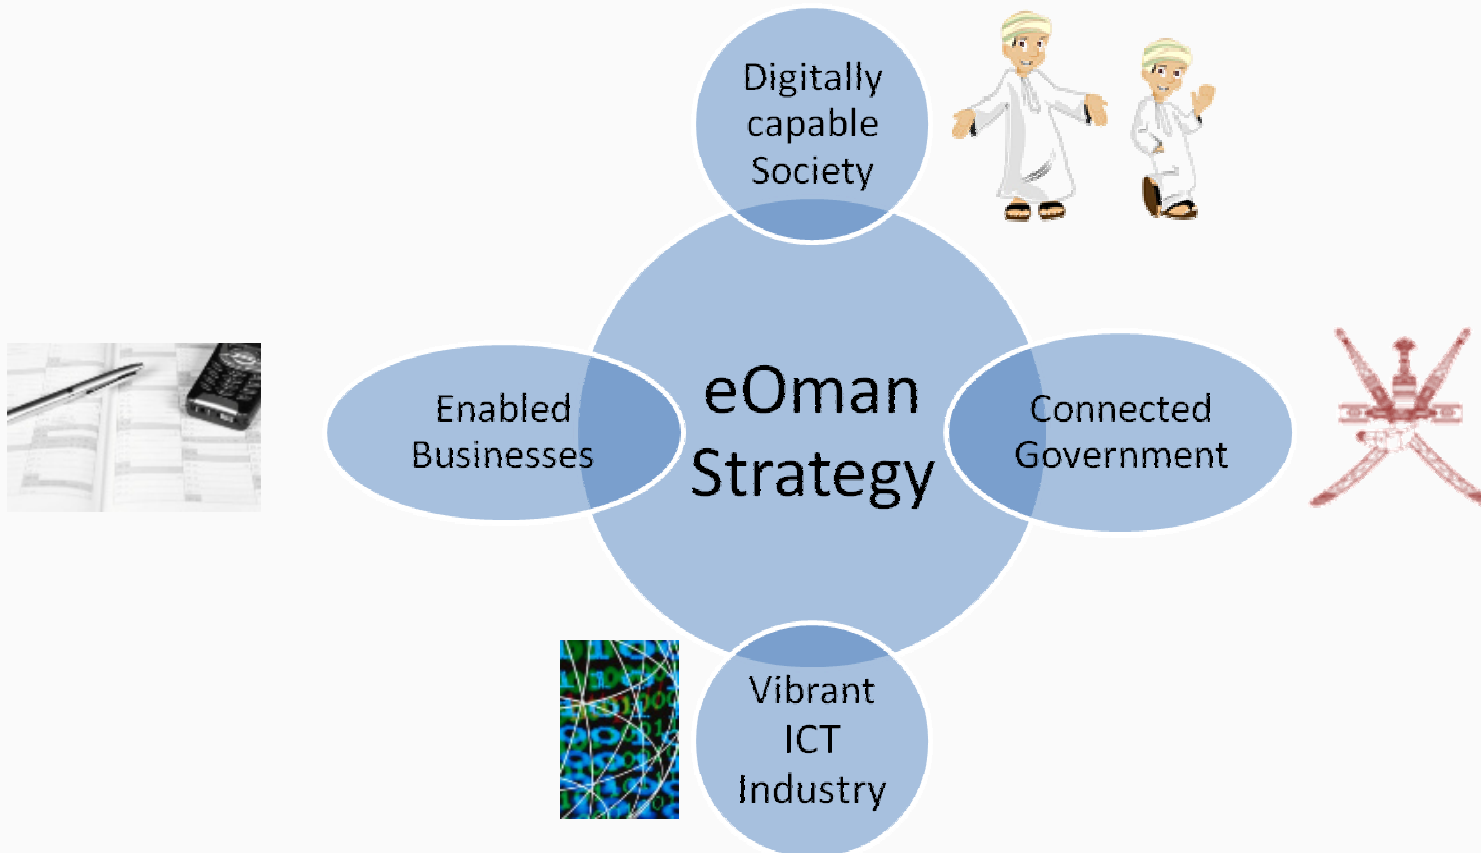 Digitally
capable
Society
Enabled
Businesses
eOman
Strategy
Connected
Government
Vibrant
ICT
Industry